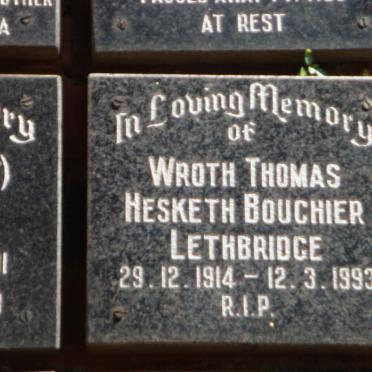 AT REST
In Loving Memory
of
WROTH THOMAS
HESKETH BOUCHIER
LETHBRIDGE
29.12.1914 – 12.3.1993
R.I.P.